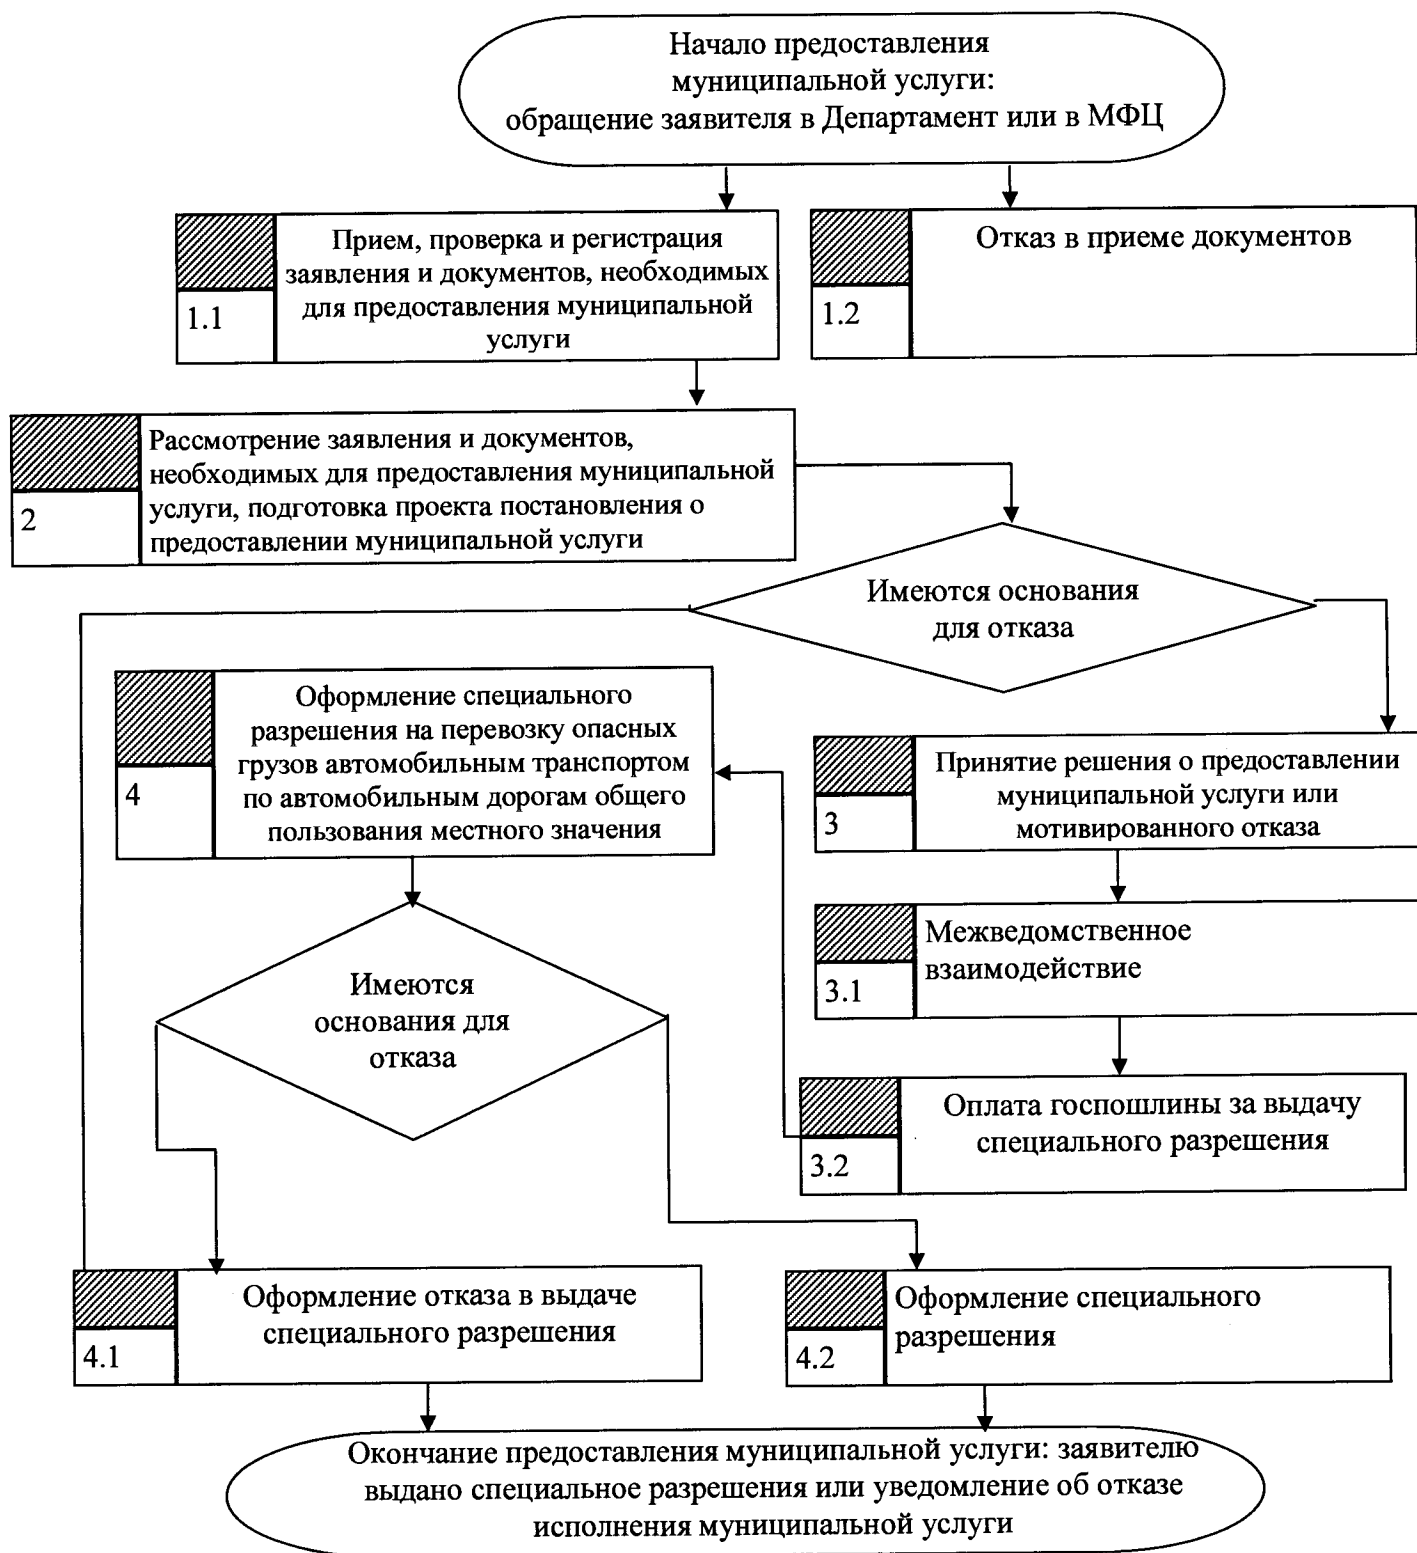 Начало предоставления
муниципальной услуги:
обращение заявителя в Департамент или в МФЦ
1.1
Прием, проверка и регистрация
заявления и документов, необходимых
для предоставления муниципальной
услуги
1.2
Отказ в приеме документов
2
Рассмотрение заявления и документов,
необходимых для предоставления муниципальной
услуги, подготовка проекта постановления о
предоставлении муниципальной услуги
Имеются основания
для отказа
4
Оформление специального
разрешения на перевозку опасных
грузов автомобильным транспортом
по автомобильным дорогам общего
пользования местного значения
3
Принятие решения о предоставлении
муниципальной услуги или
мотивированного отказа
3.1
Межведомственное
взаимодействие
Имеются
основания для
отказа
3.2
Оплата госпошлины за выдачу
специального разрешения
4.1
Оформление отказа в выдаче
специального разрешения
4.2
Оформление специального
разрешения
Окончание предоставления муниципальной услуги: заявителю
выдано специальное разрешения или уведомление об отказе
исполнения муниципальной услуги